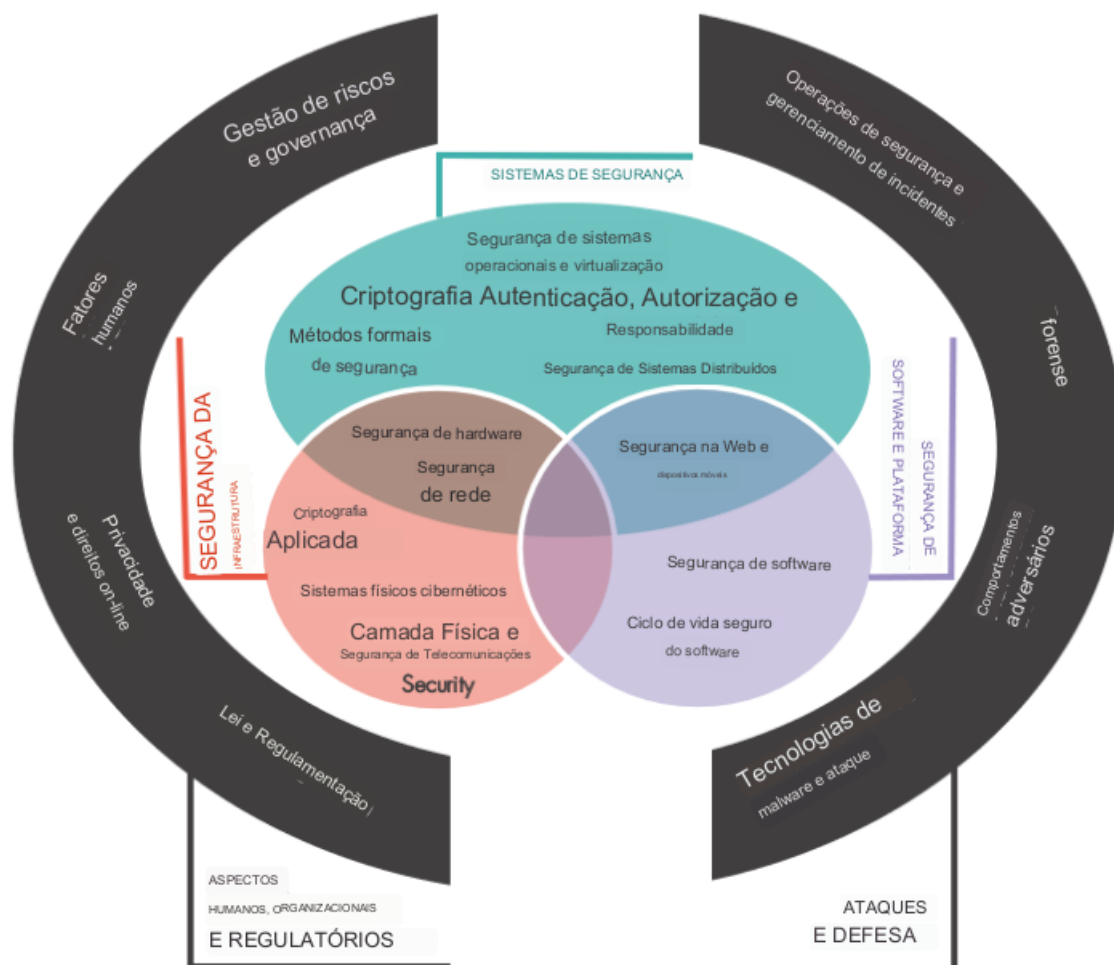 Gestão de riscos
e governança
Operações de segurança e
gerenciamento de incidentes
SISTEMAS DE SEGURANÇA
Segurança de sistemas
operacionais e virtualização
Criptografia Autenticação, Autorização e
Responsabilidade
Métodos formais
de segurança
Segurança de Sistemas Distribuídos
Fatores
humanos
forense
SEGURANÇA DA
INFRAESTRUTURA
SEGURANÇA DE
SOFTWARE E PLATAFORMA
Segurança de hardware
Segurança
de rede
Segurança na Web e
dispositivos móveis
Criptografia
Aplicada
Sistemas físicos cibernéticos
Camada Física e
Segurança de Telecomunicações
Security
Segurança de software
Ciclo de vida seguro
do software
Privacidade
e direitos on-line
Comportamentos
adversários
Lei e Regulamentação
Tecnologias de
malware e ataque
ASPECTOS
HUMANOS, ORGANIZACIONAIS
E REGULATÓRIOS
ATAQUES
E DEFESA